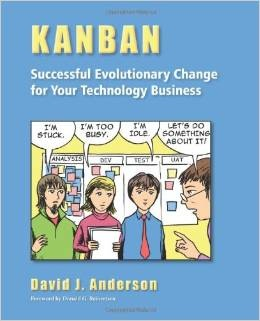 KANBAN
Successful Evolutionary Change
for Your Technology Business
I'M STUCK.
I'M TOO BUSY.
I'M IDLE.
LET'S DO SOMETHING ABOUT IT!
ANALYSIS
DEV
TEST
UAT
David J. Anderson
Foreword by Donald G. Reinertsen